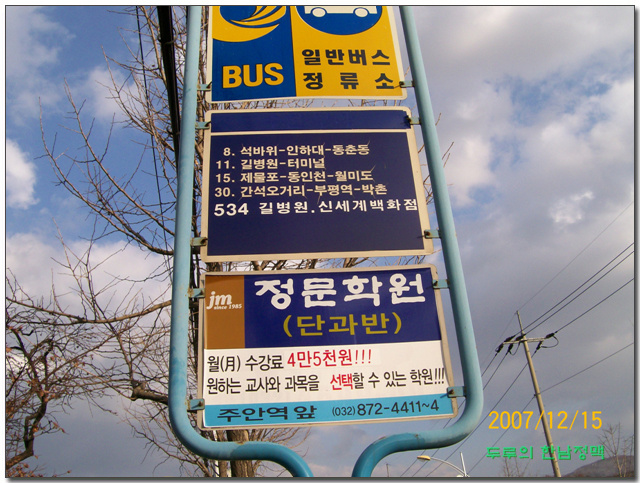 BUS
일반버스
정류소
8. 석바위-인하대-동춘동
11. 길병원-터미널
15. 제물포-동인천-월미도
30. 간석오거리-부평역-박촌
534 길병원.신세계백화점
jm
since 1985
정문학원
(단과반)
월(月) 수강료 4만5천원!!!
원하는 교사와 과목을 선택할 수 있는 학원!!!
주안역앞 (032)872-4411~4
2007/12/15
두루의 한남정맥